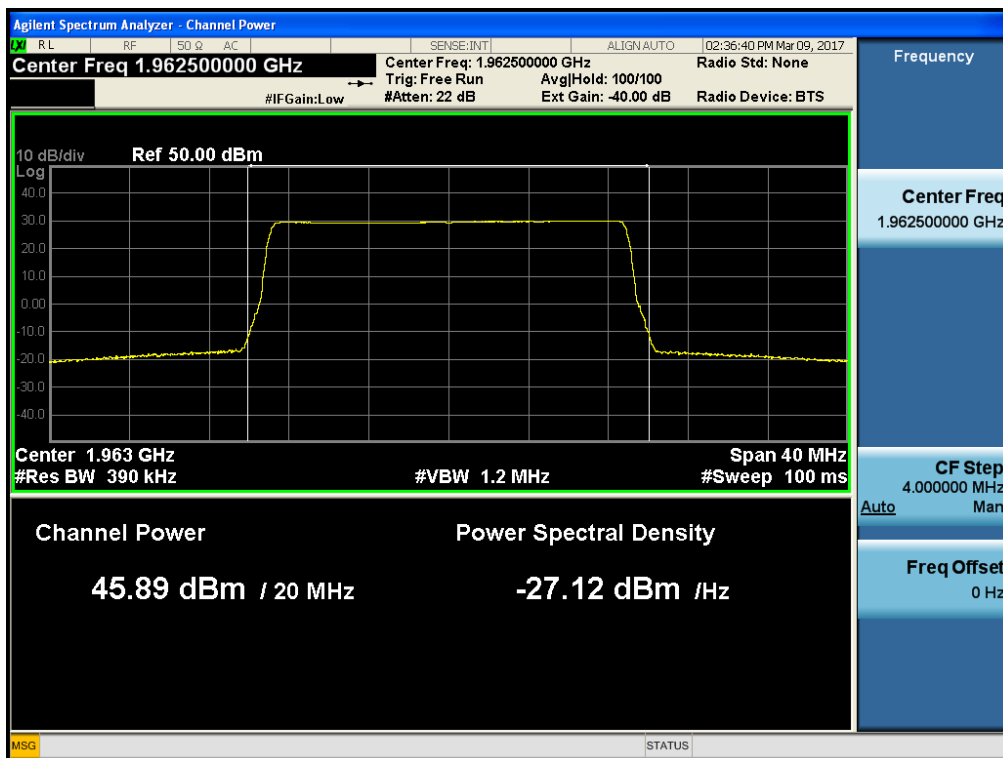 Agilent Spectrum Analyzer - Channel Power
LXI RL RF 50 Ω AC SENSE:INT ALIGN AUTO 02:36:40 PM Mar 09, 2017
Center Freq 1.962500000 GHz
Center Freq: 1.962500000 GHz Radio Std: None
Trig: Free Run Avg|Hold: 100/100
#IFGain:Low #Atten: 22 dB Ext Gain: -40.00 dB Radio Device: BTS
10 dB/div Ref 50.00 dBm
Log
40.0
30.0
20.0
10.0
0.00
-10.0
-20.0
-30.0
-40.0
Center 1.963 GHz Span 40 MHz
#Res BW 390 kHz #VBW 1.2 MHz #Sweep 100 ms
Channel Power Power Spectral Density
45.89 dBm / 20 MHz -27.12 dBm /Hz
Frequency
Center Freq
1.962500000 GHz
CF Step
4.000000 MHz
Auto Man
Freq Offset
0 Hz
MSG STATUS